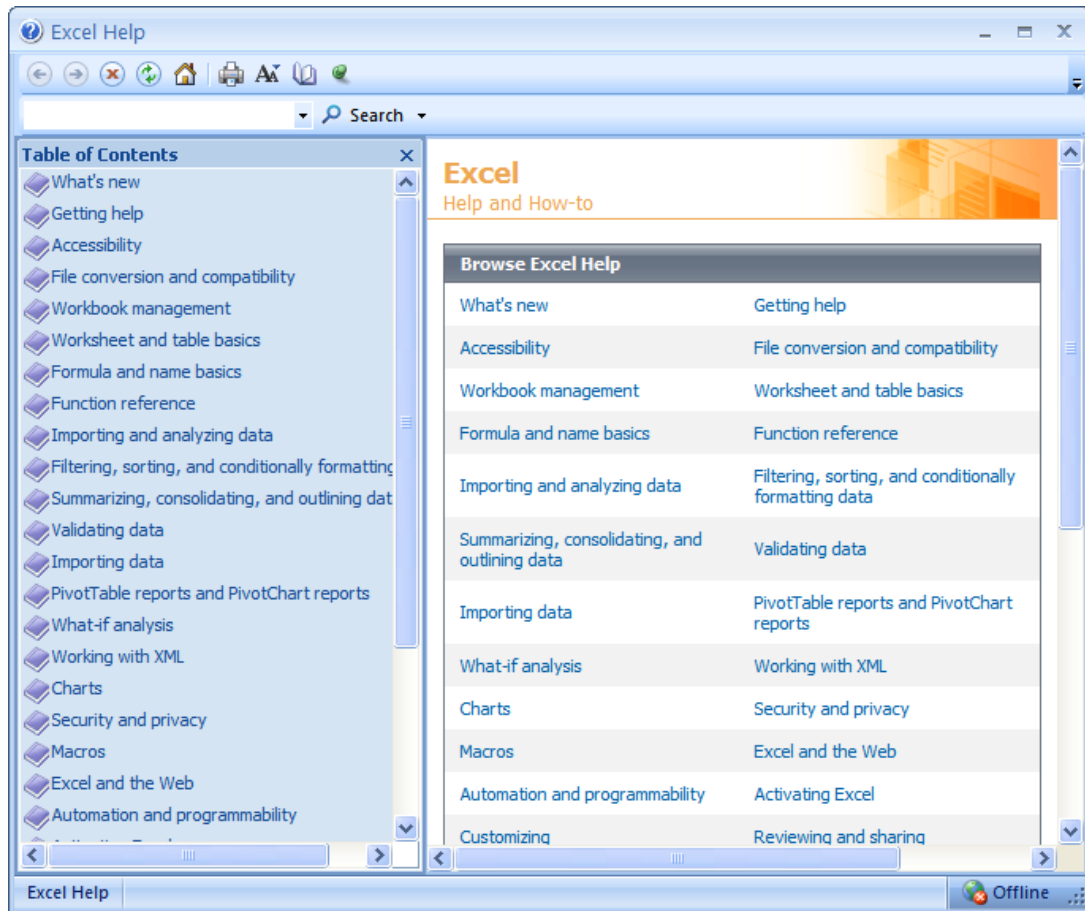 Excel Help
Search
Table of Contents
What's new
Getting help
Accessibility
File conversion and compatibility
Workbook management
Worksheet and table basics
Formula and name basics
Function reference
Importing and analyzing data
Filtering, sorting, and conditionally formatting
Summarizing, consolidating, and outlining dat
Validating data
Importing data
PivotTable reports and PivotChart reports
What-if analysis
Working with XML
Charts
Security and privacy
Macros
Excel and the Web
Automation and programmability
Excel
Help and How-to
Browse Excel Help
What's new
Getting help
Accessibility
File conversion and compatibility
Workbook management
Worksheet and table basics
Formula and name basics
Function reference
Importing and analyzing data
Filtering, sorting, and conditionally
formatting data
Summarizing, consolidating, and
outlining data
Validating data
Importing data
PivotTable reports and PivotChart
reports
What-if analysis
Working with XML
Charts
Security and privacy
Macros
Excel and the Web
Automation and programmability
Activating Excel
Customizing
Reviewing and sharing
Excel Help
Offline